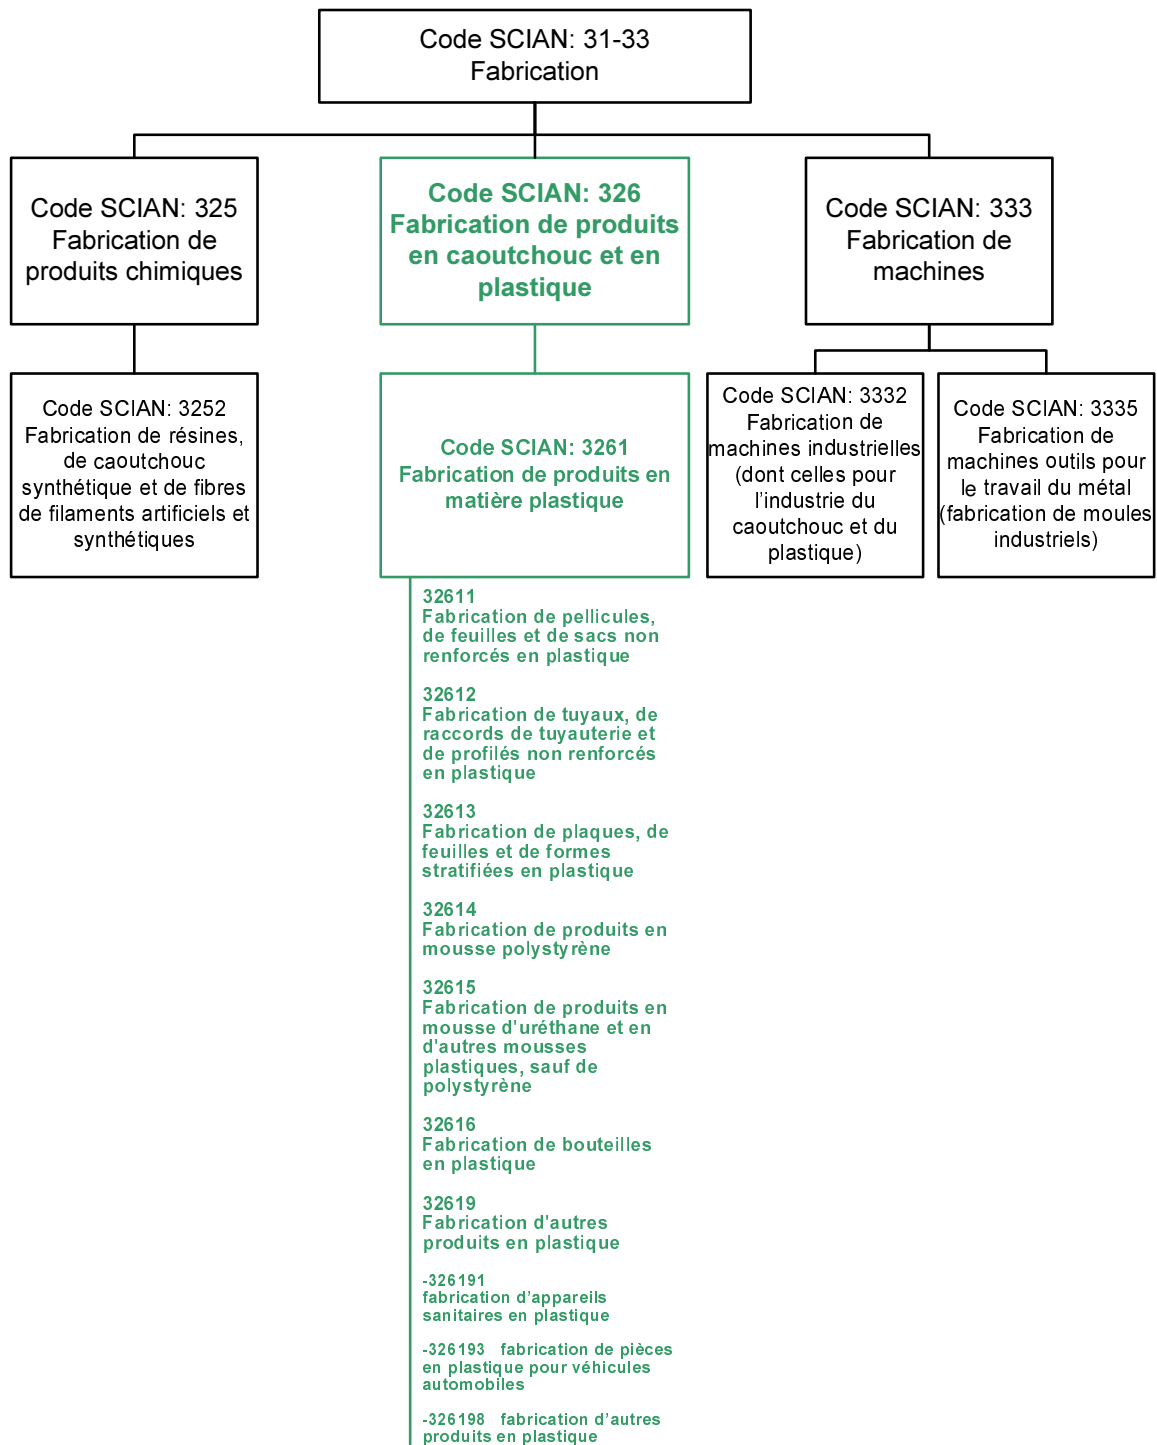 Code SCIAN: 31-33
Fabrication
Code SCIAN: 325
Fabrication de
produits chimiques
Code SCIAN: 326
Fabrication de produits
en caoutchouc et en
plastique
Code SCIAN: 333
Fabrication de
machines
Code SCIAN: 3252
Fabrication de résines,
de caoutchouc
synthétique et de fibres
de filaments artificiels et
synthétiques
Code SCIAN: 3261
Fabrication de produits en
matière plastique
Code SCIAN: 3332
Fabrication de
machines industrielles
(dont celles pour
l’industrie du
caoutchouc et du
plastique)
Code SCIAN: 3335
Fabrication de
machines outils pour
le travail du métal
(fabrication de moules
industriels)
32611
Fabrication de pellicules,
de feuilles et de sacs non
renforcés en plastique
32612
Fabrication de tuyaux, de
raccords de tuyauterie et
de profilés non renforcés
en plastique
32613
Fabrication de plaques, de
feuilles et de formes
stratifiées en plastique
32614
Fabrication de produits en
mousse polystyrène
32615
Fabrication de produits en
mousse d'uréthane et en
d'autres mousses
plastiques, sauf de
polystyrène
32616
Fabrication de bouteilles
en plastique
32619
Fabrication d'autres
produits en plastique
-326191
fabrication d’appareils
sanitaires en plastique
-326193 fabrication de pièces
en plastique pour véhicules
automobiles
-326198 fabrication d’autres
produits en plastique